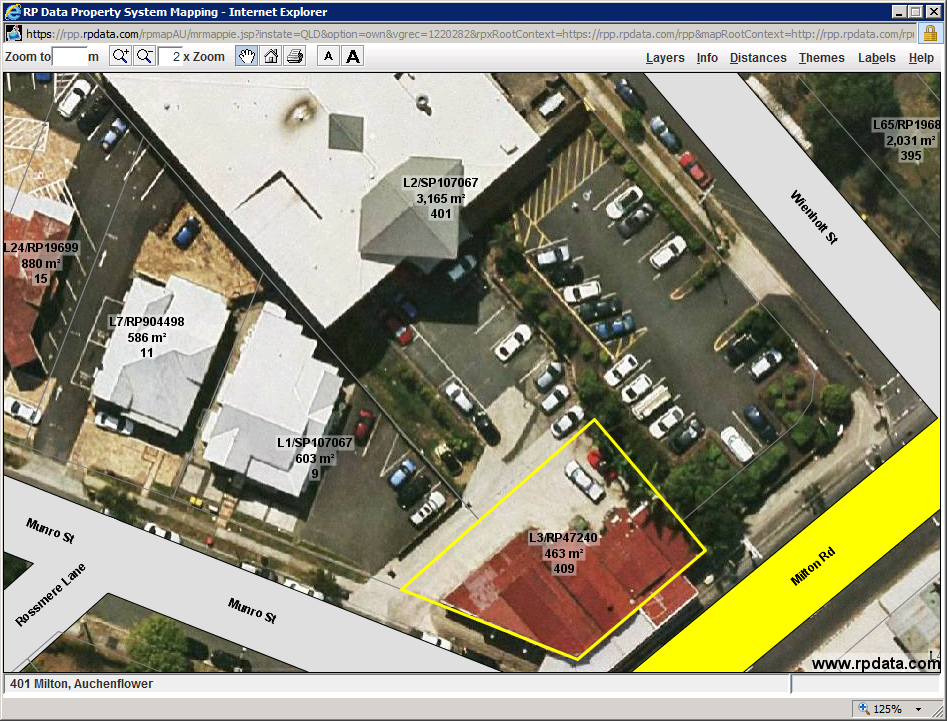 RP Data Property System Mapping - Internet Explorer
https://rpp.rpdata.com/rpmapAU/mrmappie.jsp?instate=QLD&option=own&vgrec=1220282&rpxRootContext=https://rpp.rpdata.com/rpp&mapRootContext=http://rpp.rpdata.com/rpi
Zoom to m 2 x Zoom A A Layers Info Distances Themes Labels Help
L65/RP1968
2,031 m²
395
L2/SP107067
3,165 m²
401
Wienholt St
L24/RP19699
880 m²
15
L7/RP904498
586 m²
11
L1/SP107067
603 m²
9
Munro St
L3/RP47240
463 m²
409
Milton Rd
Rossmere Lane
Munro St
www.rpdata.com
401 Milton, Auchenflower
125%